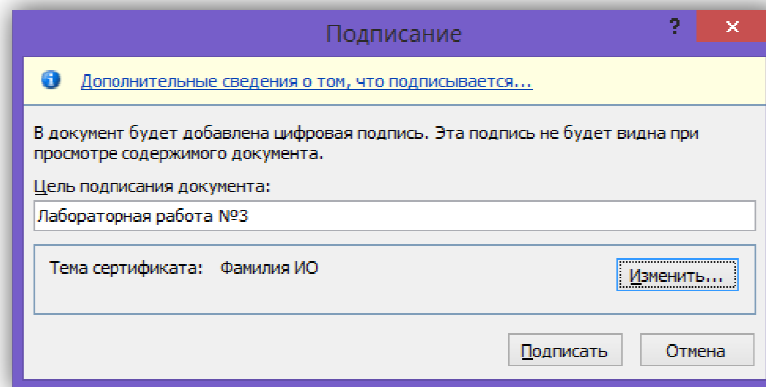 Подписание
?
Дополнительные сведения о том, что подписывается...
В документ будет добавлена цифровая подпись. Эта подпись не будет видна при
просмотре содержимого документа.
Цель подписания документа:
Лабораторная работа №3
Тема сертификата: Фамилия ИО
Изменить...
Подписать Отмена